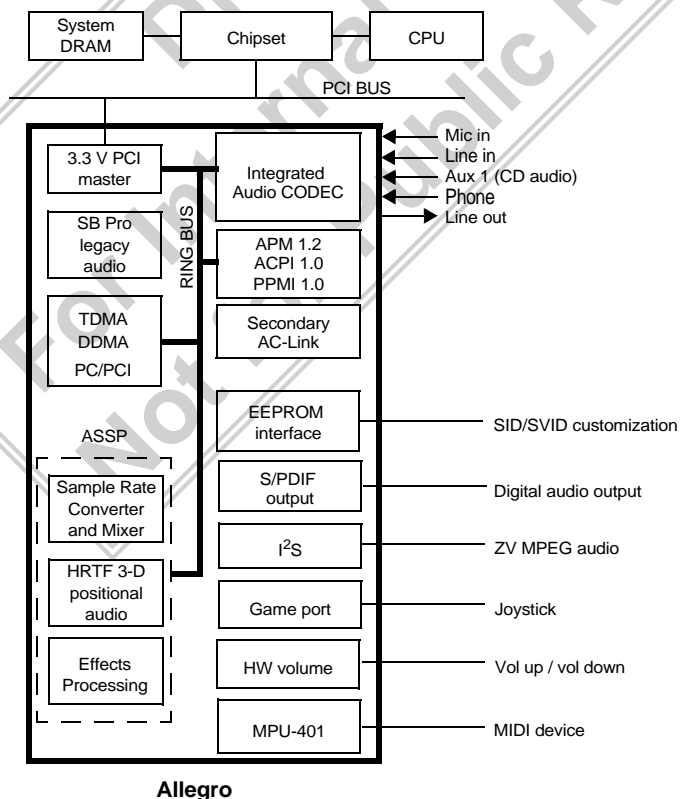 System
DRAM
Chipset
CPU
PCI BUS
3.3 V PCI
master
SB Pro
legacy
audio
TDMA
DDMA
PC/PCI
ASSP
Sample Rate
Converter
and Mixer
HRTF 3-D
positional
audio
Effects
Processing
RING BUS
Integrated
Audio CODEC
APM 1.2
ACPI 1.0
PPMI 1.0
Secondary
AC-Link
EEPROM
interface
S/PDIF
output
I²S
Game port
HW volume
MPU-401
Mic in
Line in
Aux 1 (CD audio)
Phone
Line out
SID/SVID customization
Digital audio output
ZV MPEG audio
Joystick
Vol up / vol down
MIDI device
Allegro
For Interna
Not Public R